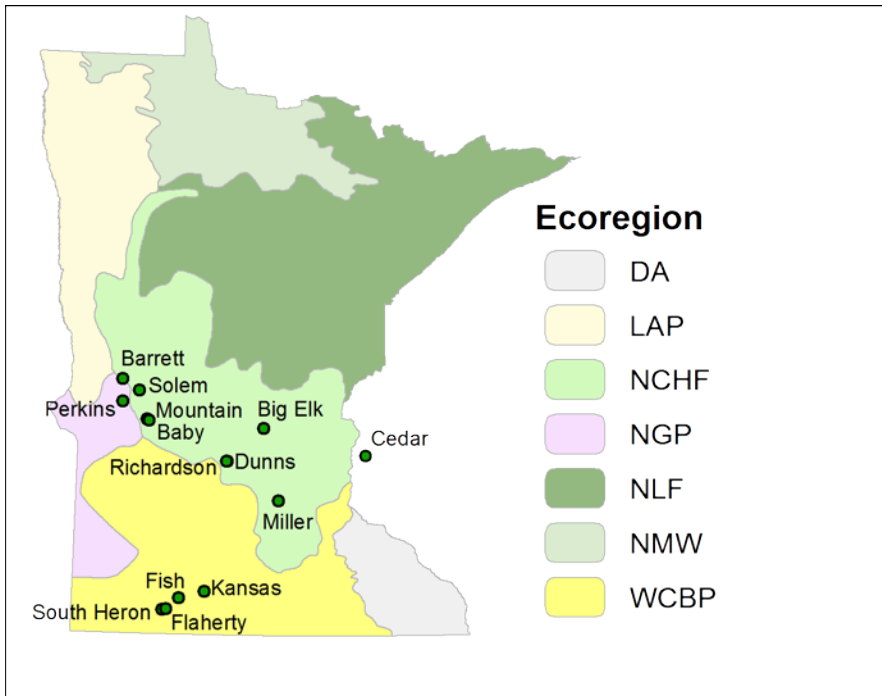 Ecoregion
DA
LAP
NCHF
NGP
NLF
NMW
WCBP
Barrett
Solem
Perkins
Mountain
Baby
Big Elk
Cedar
Richardson
Dunns
Miller
Fish
Kansas
South Heron
Flaherty